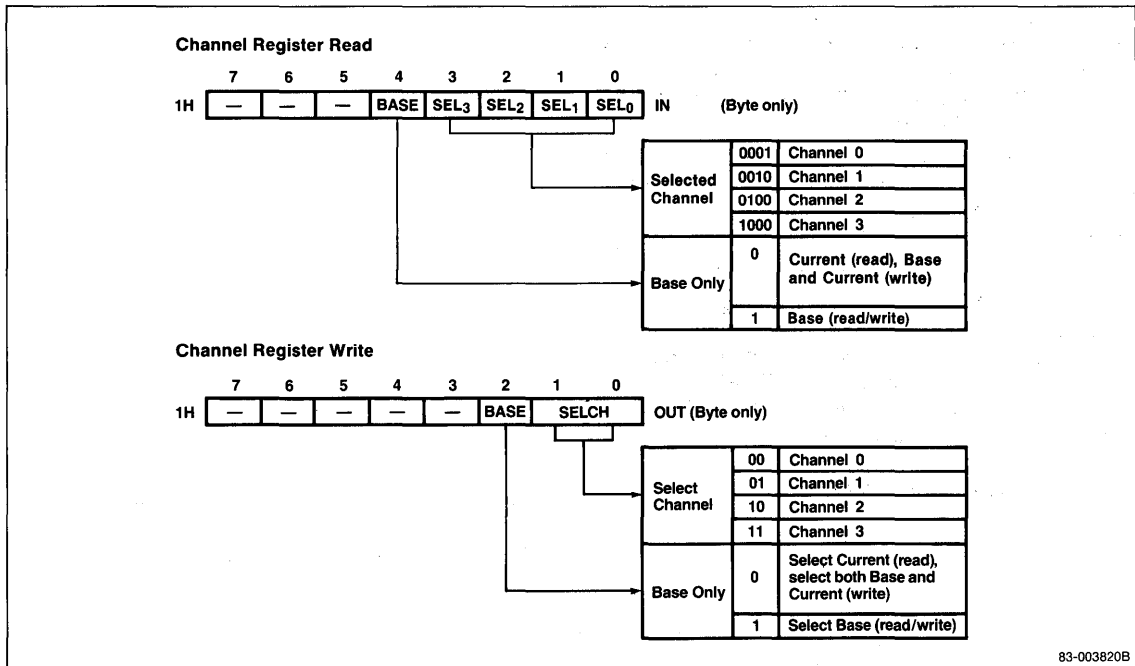 Channel Register Read
7 6 5 4 3 2 1 0
1H — — — BASE SEL3 SEL2 SEL1 SEL0 IN (Byte only)
Selected Channel
0001 Channel 0
0010 Channel 1
0100 Channel 2
1000 Channel 3
Base Only
0 Current (read), Base
and Current (write)
1 Base (read/write)
Channel Register Write
7 6 5 4 3 2 1 0
1H — — — — — BASE SELCH OUT (Byte only)
Select
Channel
00 Channel 0
01 Channel 1
10 Channel 2
11 Channel 3
Base Only
0 Select Current (read),
select both Base and
Current (write)
1 Select Base (read/write)
83-003820B